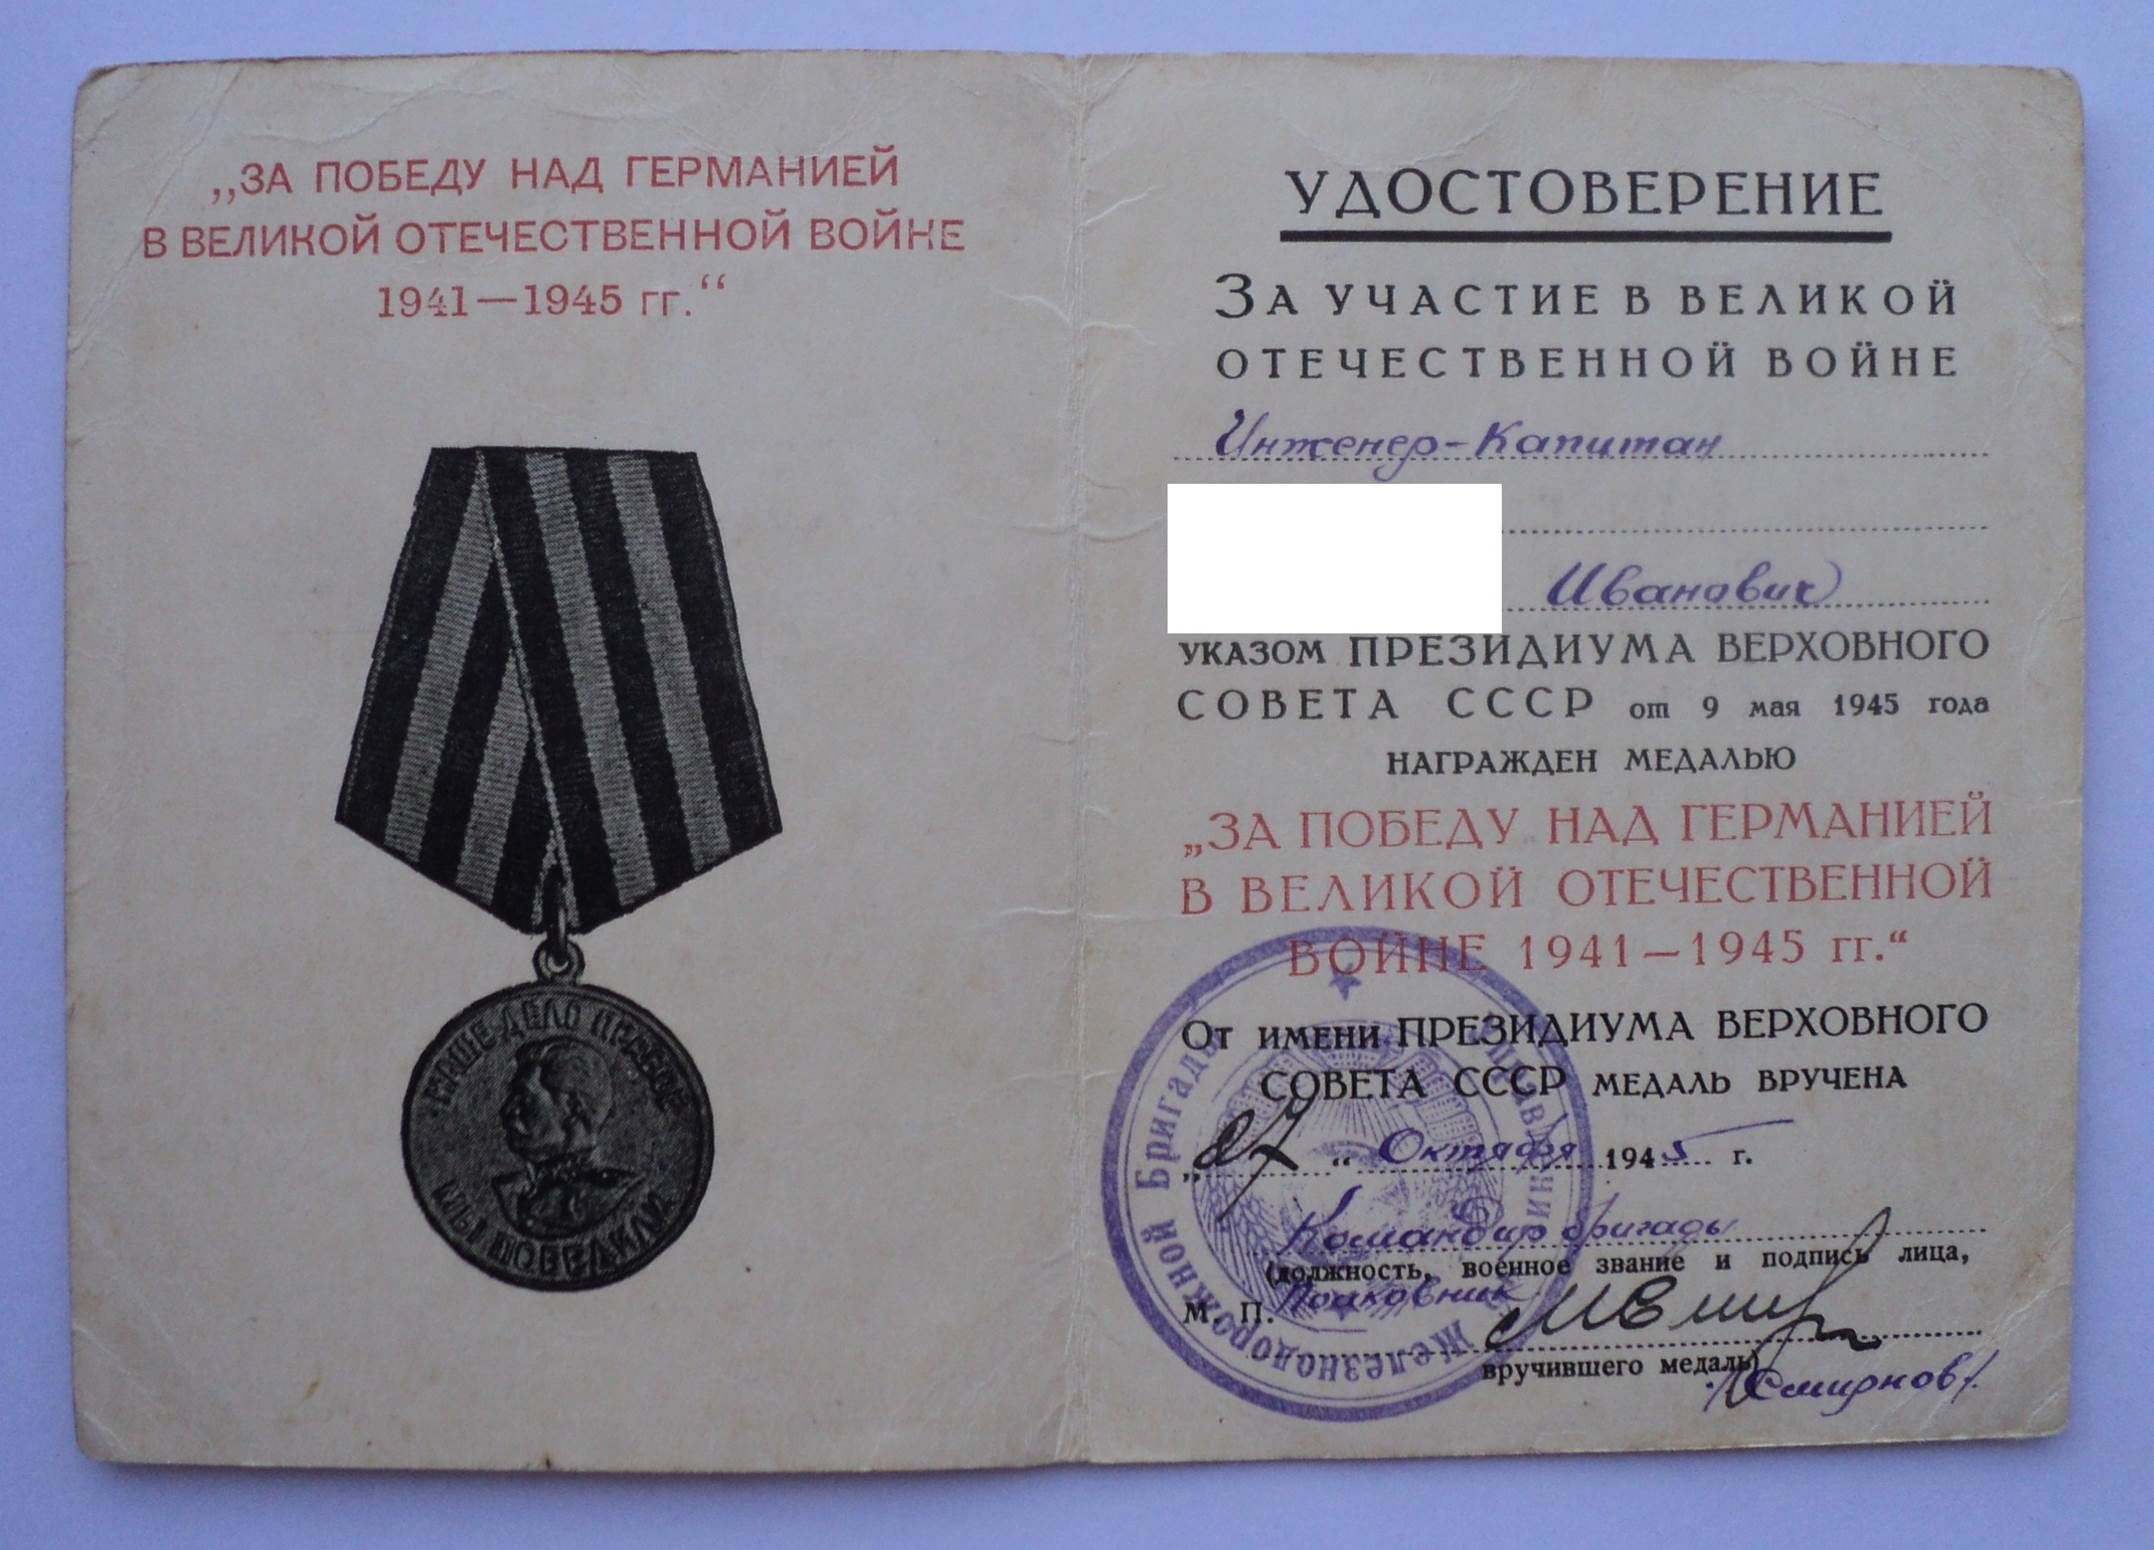 „ЗА ПОБЕДУ НАД ГЕРМАНИЕЙ
В ВЕЛИКОЙ ОТЕЧЕСТВЕННОЙ ВОЙНЕ
1941—1945 гг.“
НАШЕ ДЕЛО ПРАВОЕ
МЫ ПОБЕДИЛИ
УДОСТОВЕРЕНИЕ
ЗА УЧАСТИЕ В ВЕЛИКОЙ
ОТЕЧЕСТВЕННОЙ ВОЙНЕ
Инженер-Капитан
Иванович
УКАЗОМ ПРЕЗИДИУМА ВЕРХОВНОГО
СОВЕТА СССР от 9 мая 1945 года
НАГРАЖДЕН МЕДАЛЬЮ
„ЗА ПОБЕДУ НАД ГЕРМАНИЕЙ
В ВЕЛИКОЙ ОТЕЧЕСТВЕННОЙ
ВОЙНЕ 1941—1945 гг.“
ОТ ИМЕНИ ПРЕЗИДИУМА ВЕРХОВНОГО
СОВЕТА СССР МЕДАЛЬ ВРУЧЕНА
„27“ Октября 1945 г.
Командир бригады
(должность, военное звание и подпись лица,
М. П. Полковник
вручившего медаль)
/Смирнов/
Железнодорожной Бригады